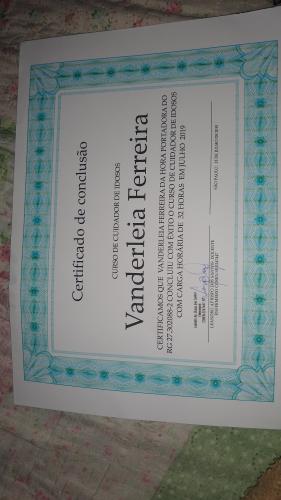 Certificado de conclusão
CURSO DE CUIDADOR DE IDOSOS
Vanderleia Ferreira
CERTIFICAMOS QUE VANDERLEIA FERREIRA DA HORA PORTADORA DO
RG 27.302088-2 CONCLUIU COM ÊXITO O CURSO DE CUIDADOR DE IDOSOS
COM CARGA HORÁRIA DE 32 HORAS EM JULHO 2019